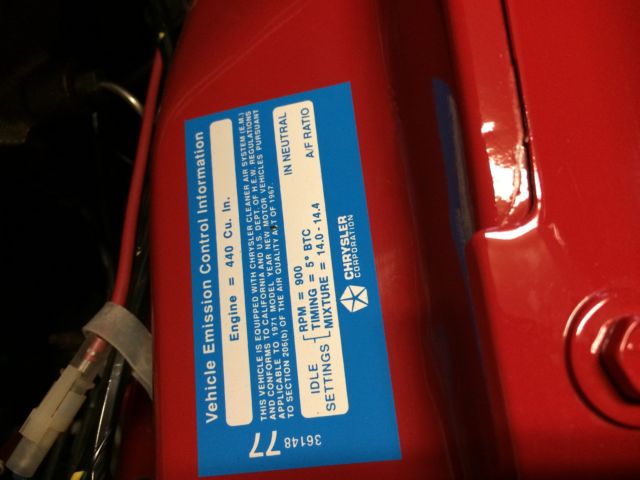 Vehicle Emission Control Information
Engine = 440 Cu. In.
THIS VEHICLE IS EQUIPPED WITH CHRYSLER CLEANER AIR SYSTEM (E.M.)
AND CONFORMS TO CALIFORNIA AND U.S. DEPT. OF H.E.W. REGULATIONS
APPLICABLE TO 1971 MODEL YEAR NEW MOTOR VEHICLES PURSUANT
TO SECTION 206(b) OF THE AIR QUALITY ACT OF 1967.
IDLE SETTINGS
RPM = 900 IN NEUTRAL
TIMING = 5° BTC
MIXTURE = 14.0 - 14.4 A/F RATIO
CHRYSLER
CORPORATION
36148 77